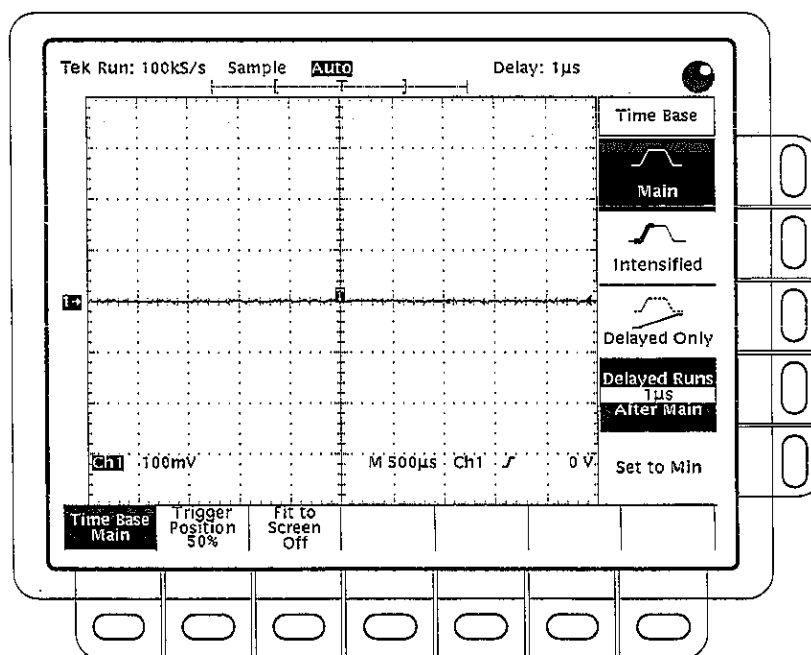 Tek Run: 100kS/s Sample Auto Delay: 1µs
Time Base
Main
Intensified
Delayed Only
Delayed Runs
1µs
After Main
Set to Min
1
T
Ch1 100mV M 500µs Ch1 0 V
Time Base
Main
Trigger
Position
50%
Fit to
Screen
Off